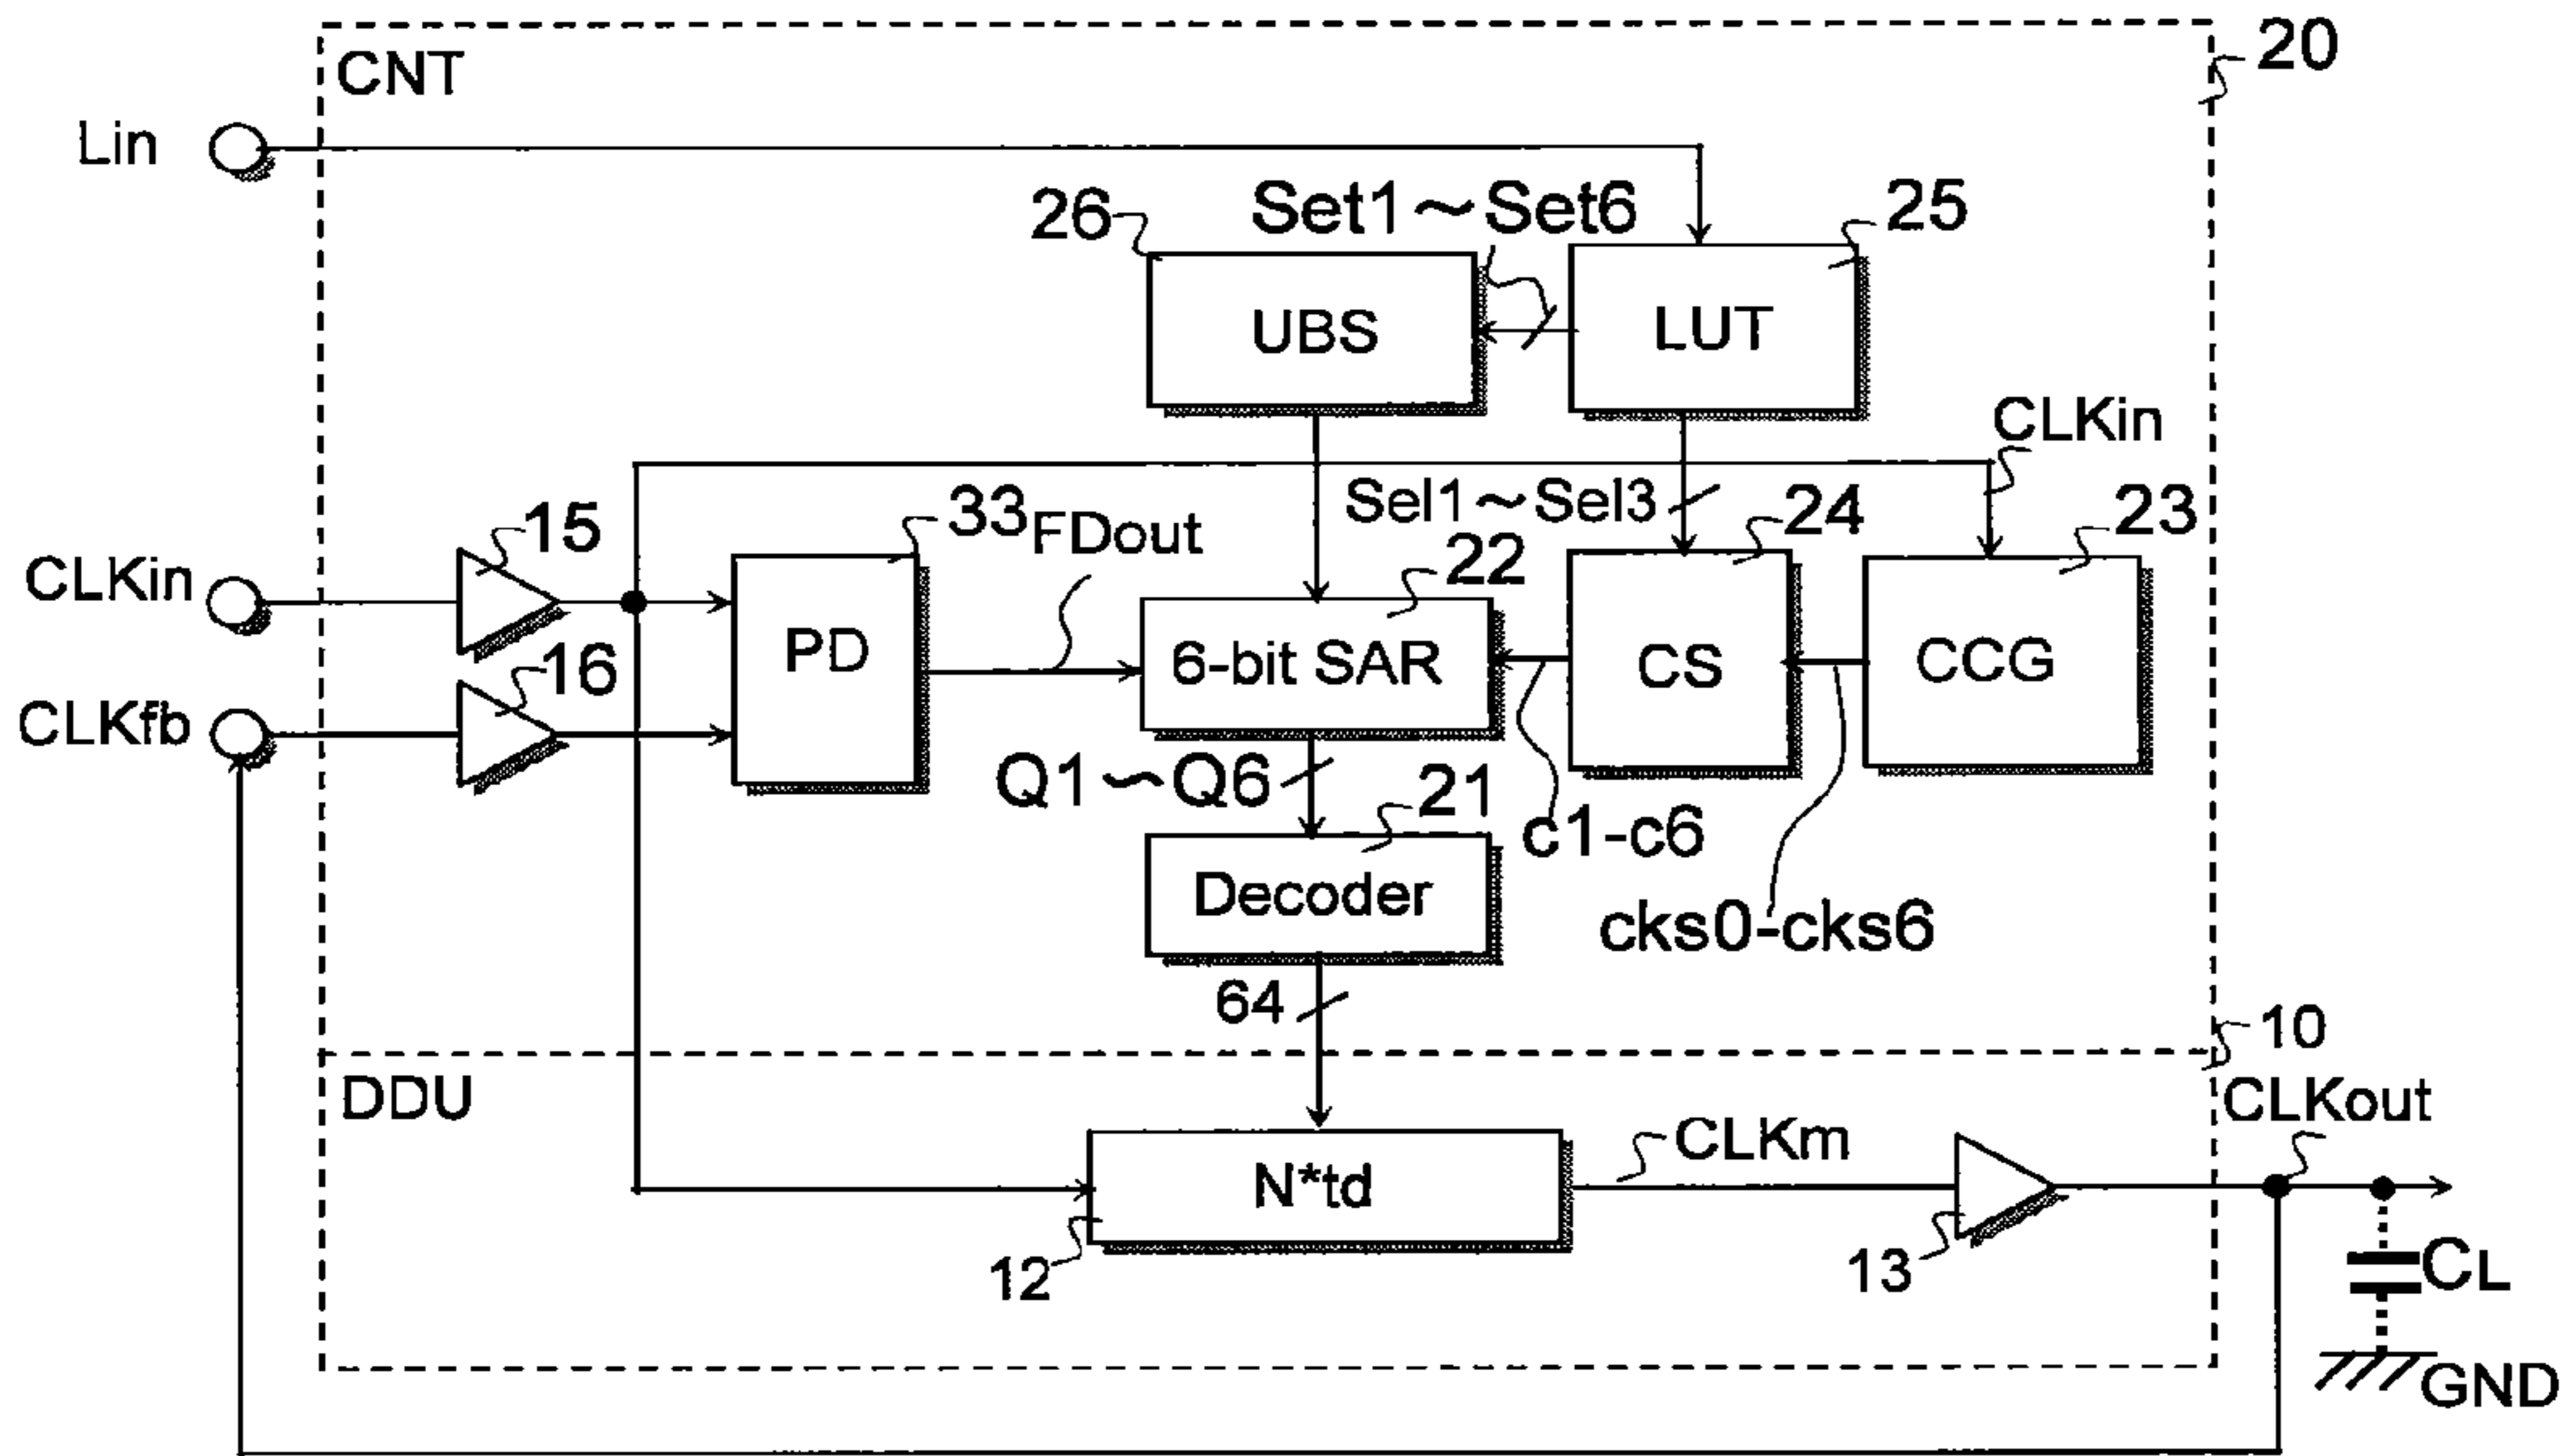 20
CNT
Lin
26
Set1~Set6
25
UBS
LUT
CLKin
Sel1~Sel3
15
33
FDout
24
23
22
CLKin
PD
6-bit SAR
CS
CCG
16
CLKfb
Q1~Q6
21
c1-c6
Decoder
cks0-cks6
64
10
DDU
CLKout
CLKm
N*td
12
13
CL
GND